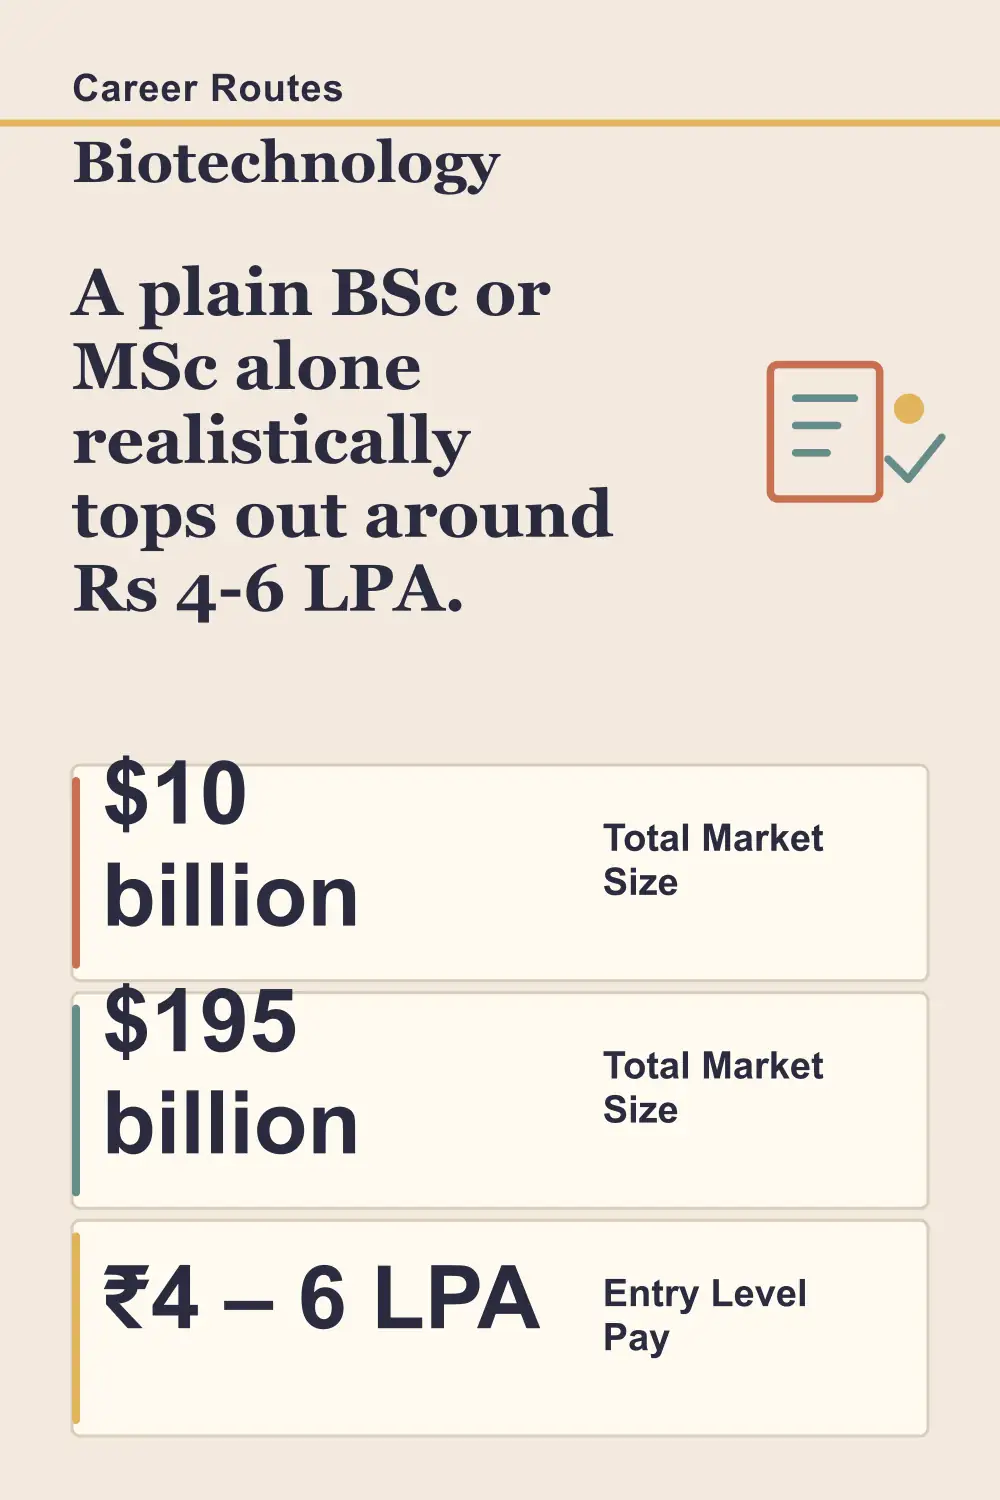 Career Routes
Biotechnology
A plain BSc or
MSc alone
realistically
tops out around
Rs 4-6 LPA.
$10
billion
Total Market
Size
$195
billion
Total Market
Size
₹4 – 6 LPA
Entry Level
Pay